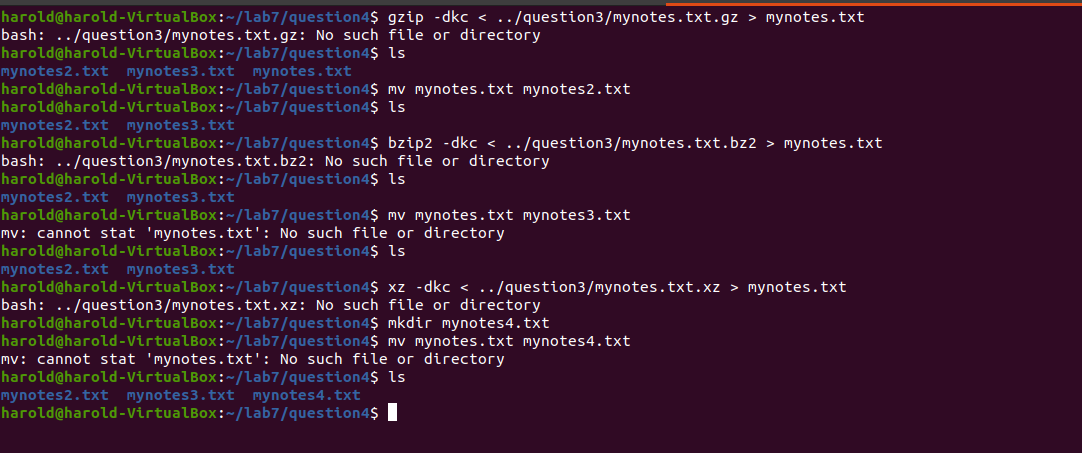 harold@harold-VirtualBox:~/lab7/question4$ gzip -dkc < ../question3/mynotes.txt.gz > mynotes.txt
bash: ../question3/mynotes.txt.gz: No such file or directory
harold@harold-VirtualBox:~/lab7/question4$ ls
mynotes2.txt  mynotes3.txt  mynotes.txt
harold@harold-VirtualBox:~/lab7/question4$ mv mynotes.txt mynotes2.txt
harold@harold-VirtualBox:~/lab7/question4$ ls
mynotes2.txt  mynotes3.txt
harold@harold-VirtualBox:~/lab7/question4$ bzip2 -dkc < ../question3/mynotes.txt.bz2 > mynotes.txt
bash: ../question3/mynotes.txt.bz2: No such file or directory
harold@harold-VirtualBox:~/lab7/question4$ ls
mynotes2.txt  mynotes3.txt
harold@harold-VirtualBox:~/lab7/question4$ mv mynotes.txt mynotes3.txt
mv: cannot stat 'mynotes.txt': No such file or directory
harold@harold-VirtualBox:~/lab7/question4$ ls
mynotes2.txt  mynotes3.txt
harold@harold-VirtualBox:~/lab7/question4$ xz -dkc < ../question3/mynotes.txt.xz > mynotes.txt
bash: ../question3/mynotes.txt.xz: No such file or directory
harold@harold-VirtualBox:~/lab7/question4$ mkdir mynotes4.txt
harold@harold-VirtualBox:~/lab7/question4$ mv mynotes.txt mynotes4.txt
mv: cannot stat 'mynotes.txt': No such file or directory
harold@harold-VirtualBox:~/lab7/question4$ ls
mynotes2.txt  mynotes3.txt  mynotes4.txt
harold@harold-VirtualBox:~/lab7/question4$